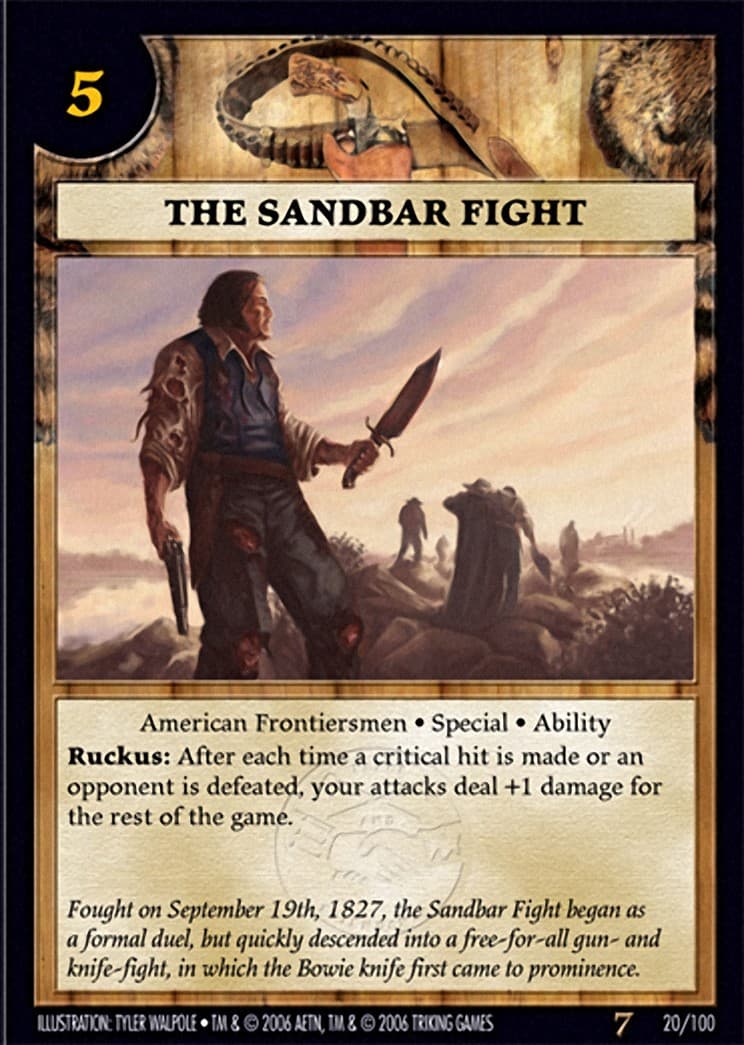 5
THE SANDBAR FIGHT
American Frontiersmen • Special • Ability
Ruckus: After each time a critical hit is made or an
opponent is defeated, your attacks deal +1 damage for
the rest of the game.
Fought on September 19th, 1827, the Sandbar Fight began as
a formal duel, but quickly descended into a free-for-all gun- and
knife-fight, in which the Bowie knife first came to prominence.
ILLUSTRATION: TYLER WALPOLE • TM & © 2006 AETN, TM & © 2006 TRIKING GAMES
7 20/100